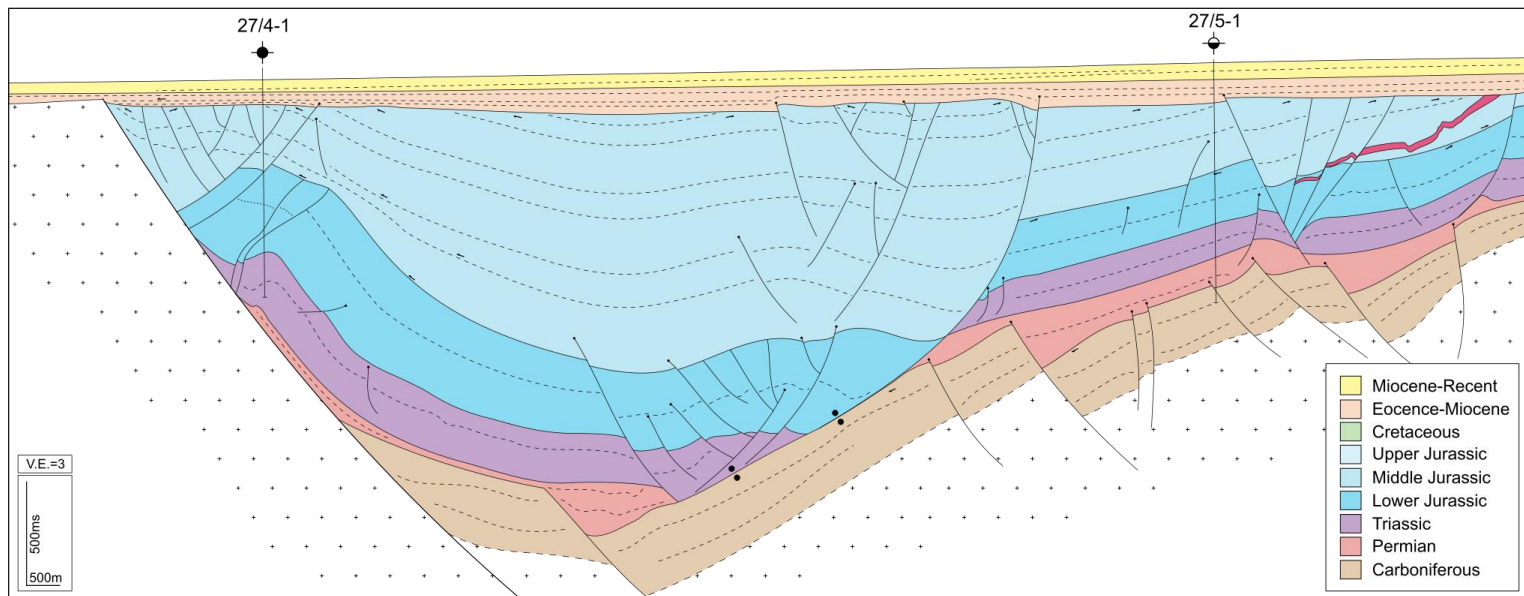 27/4-1
27/5-1
Miocene-Recent
Eocence-Miocene
Cretaceous
Upper Jurassic
Middle Jurassic
Lower Jurassic
Triassic
Permian
Carboniferous
V.E.=3
500ms
500m